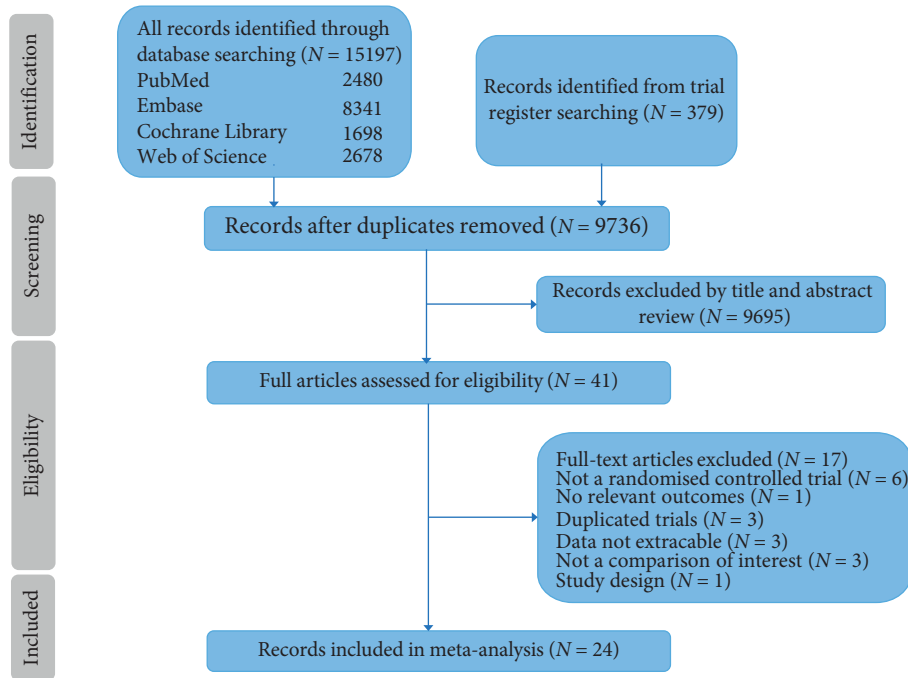 Identification
All records identified through
database searching (N = 15197)
PubMed 2480
Embase 8341
Cochrane Library 1698
Web of Science 2678
Records identified from trial
register searching (N = 379)
Screening
Records after duplicates removed (N = 9736)
Records excluded by title and abstract
review (N = 9695)
Eligibility
Full articles assessed for eligibility (N = 41)
Full-text articles excluded (N = 17)
Not a randomised controlled trial (N = 6)
No relevant outcomes (N = 1)
Duplicated trials (N = 3)
Data not extracable (N = 3)
Not a comparison of interest (N = 3)
Study design (N = 1)
Included
Records included in meta-analysis (N = 24)